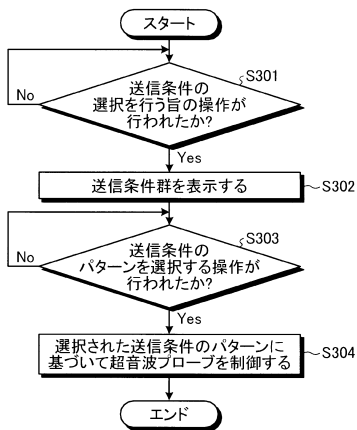 スタート
S301
送信条件の
選択を行う旨の操作が
行われたか?
No
Yes
送信条件群を表示する
S302
S303
送信条件の
パターンを選択する操作が
行われたか?
No
Yes
選択された送信条件のパターンに
基づいて超音波プローブを制御する
S304
エンド